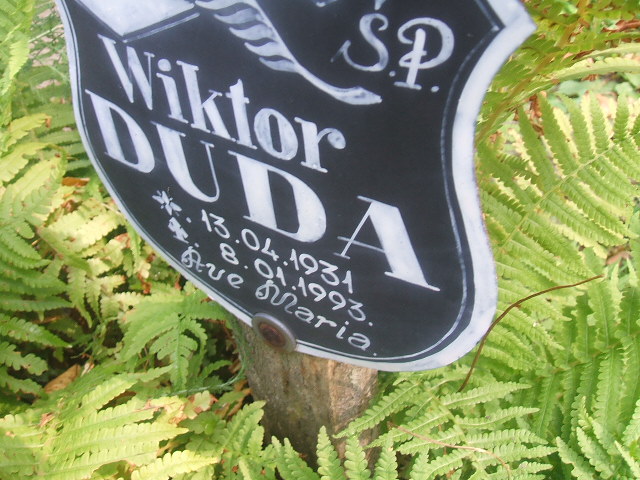 Ś.P.
Wiktor
DUDA
*. 13.04.1931
✝. 8.01.1993.
Ave Maria.